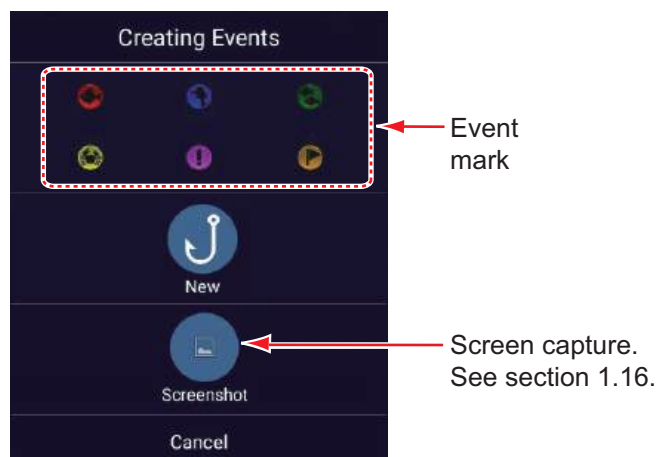 Creating Events
Event
mark
New
Screen capture.
See section 1.16.
Screenshot
Cancel